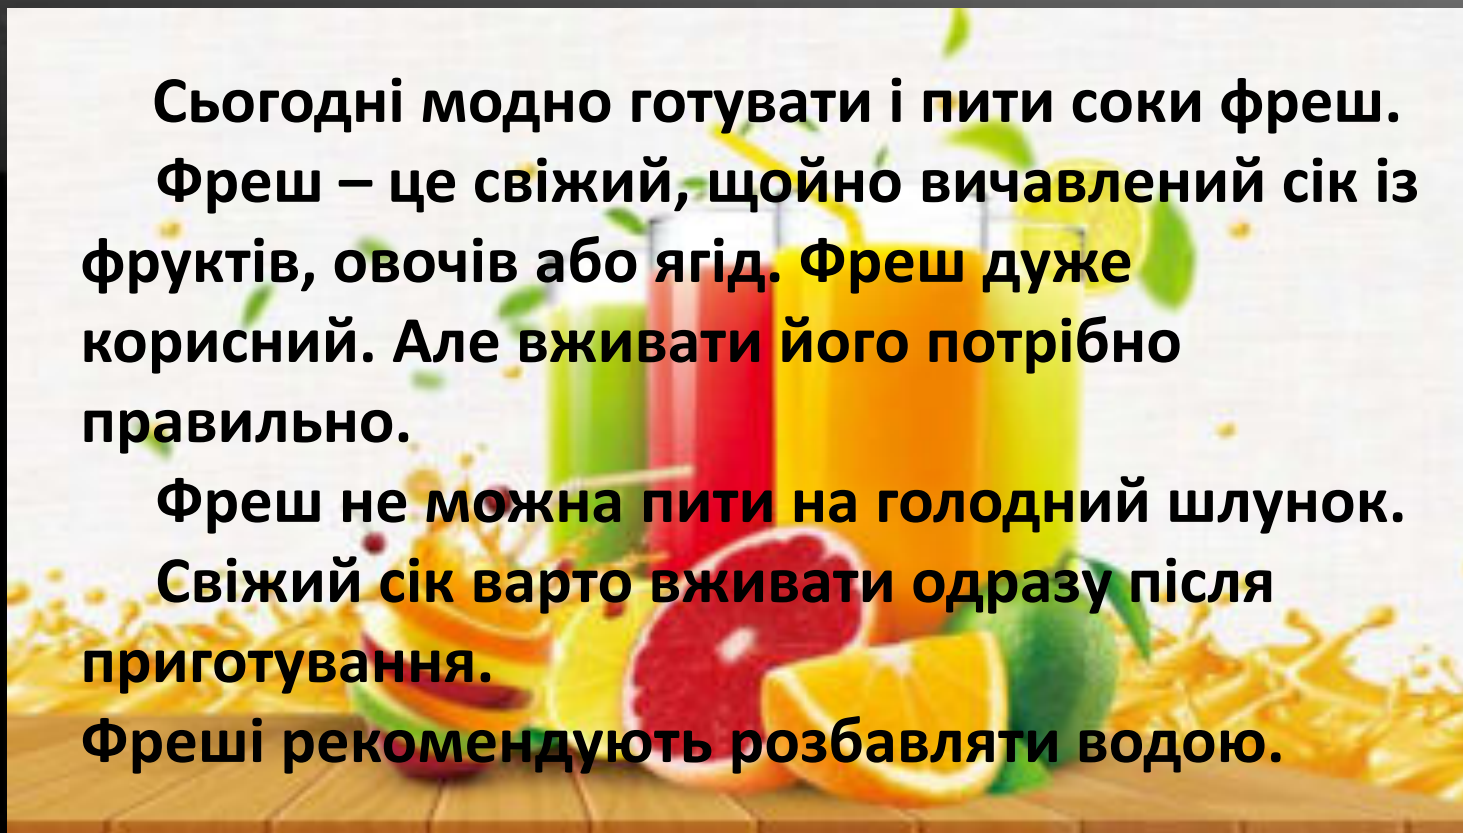 Сьогодні модно готувати і пити соки фреш.
Фреш – це свіжий, щойно вичавлений сік із
фруктів, овочів або ягід. Фреш дуже
корисний. Але вживати його потрібно
правильно.
Фреш не можна пити на голодний шлунок.
Свіжий сік варто вживати одразу після
приготування.
Фреші рекомендують розбавляти водою.